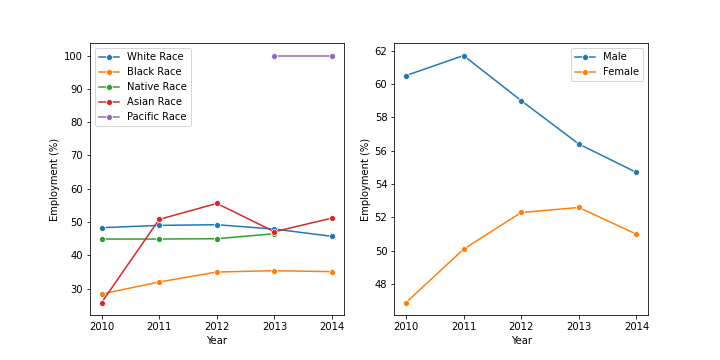 100
90
80
70
60
50
40
30
Employment (%)
White Race
Black Race
Native Race
Asian Race
Pacific Race
2010 2011 2012 2013 2014
Year
62
60
58
56
54
52
50
48
Employment (%)
Male
Female
2010 2011 2012 2013 2014
Year